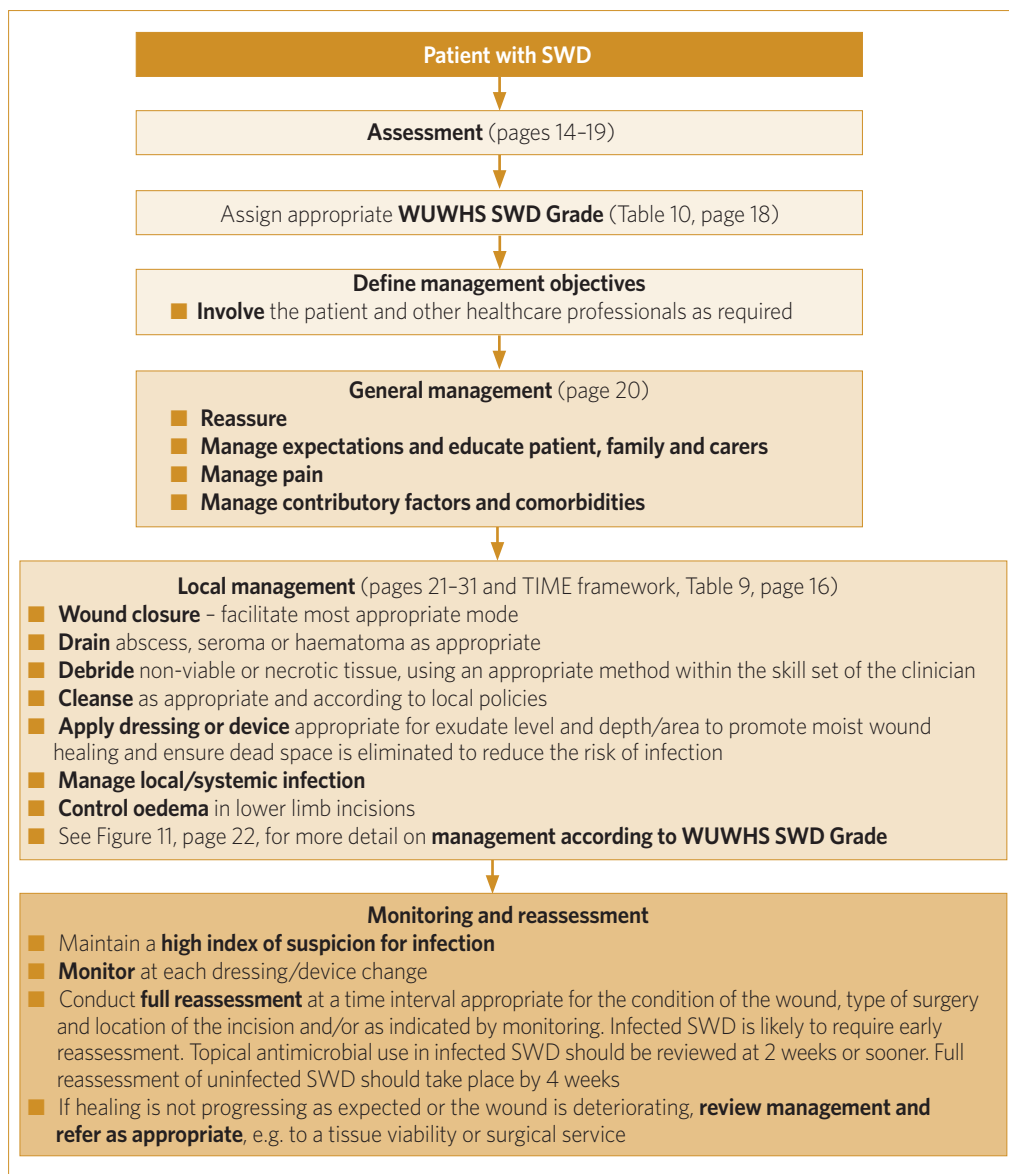 Patient with SWD
Assessment (pages 14–19)
Assign appropriate WUWHS SWD Grade (Table 10, page 18)
Define management objectives
■ Involve the patient and other healthcare professionals as required
General management (page 20)
■ Reassure
■ Manage expectations and educate patient, family and carers
■ Manage pain
■ Manage contributory factors and comorbidities
Local management (pages 21–31 and TIME framework, Table 9, page 16)
■ Wound closure – facilitate most appropriate mode
■ Drain abscess, seroma or haematoma as appropriate
■ Debride non-viable or necrotic tissue, using an appropriate method within the skill set of the clinician
■ Cleanse as appropriate and according to local policies
■ Apply dressing or device appropriate for exudate level and depth/area to promote moist wound
healing and ensure dead space is eliminated to reduce the risk of infection
■ Manage local/systemic infection
■ Control oedema in lower limb incisions
■ See Figure 11, page 22, for more detail on management according to WUWHS SWD Grade
Monitoring and reassessment
■ Maintain a high index of suspicion for infection
■ Monitor at each dressing/device change
■ Conduct full reassessment at a time interval appropriate for the condition of the wound, type of surgery
and location of the incision and/or as indicated by monitoring. Infected SWD is likely to require early
reassessment. Topical antimicrobial use in infected SWD should be reviewed at 2 weeks or sooner. Full
reassessment of uninfected SWD should take place by 4 weeks
■ If healing is not progressing as expected or the wound is deteriorating, review management and
refer as appropriate, e.g. to a tissue viability or surgical service